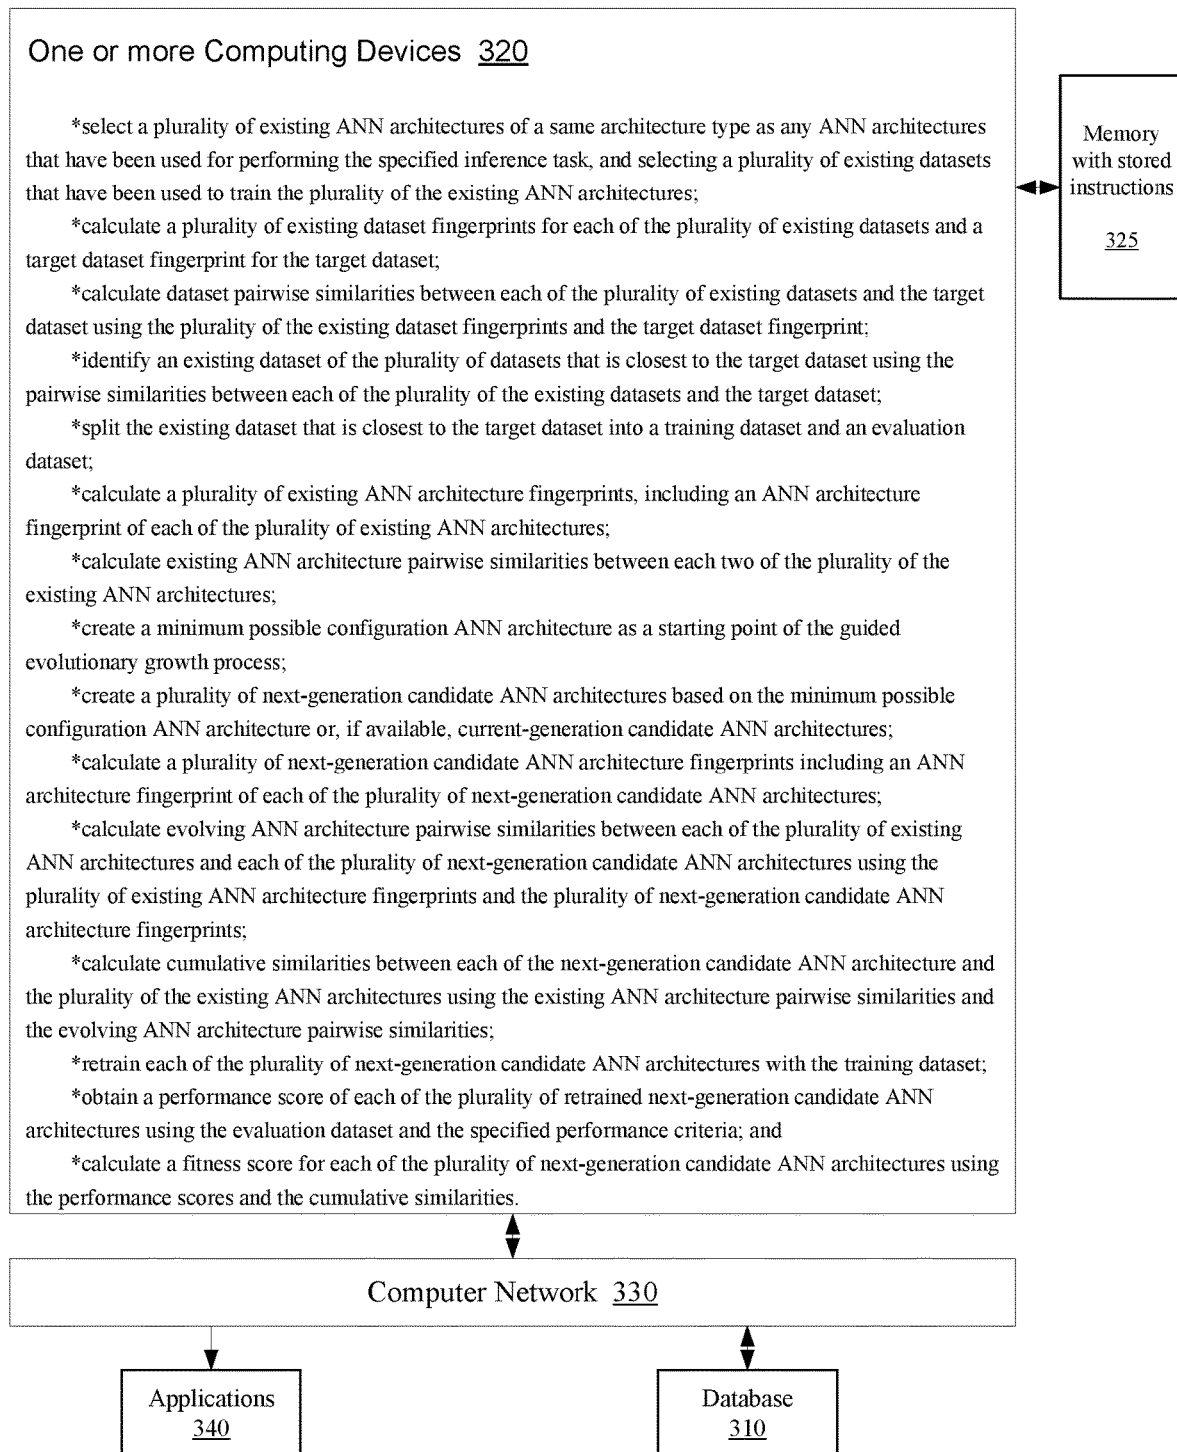 One or more Computing Devices 320
*select a plurality of existing ANN architectures of a same architecture type as any ANN architectures
that have been used for performing the specified inference task, and selecting a plurality of existing datasets
that have been used to train the plurality of the existing ANN architectures;
*calculate a plurality of existing dataset fingerprints for each of the plurality of existing datasets and a
target dataset fingerprint for the target dataset;
*calculate dataset pairwise similarities between each of the plurality of existing datasets and the target
dataset using the plurality of the existing dataset fingerprints and the target dataset fingerprint;
*identify an existing dataset of the plurality of datasets that is closest to the target dataset using the
pairwise similarities between each of the plurality of the existing datasets and the target dataset;
*split the existing dataset that is closest to the target dataset into a training dataset and an evaluation
dataset;
*calculate a plurality of existing ANN architecture fingerprints, including an ANN architecture
fingerprint of each of the plurality of existing ANN architectures;
*calculate existing ANN architecture pairwise similarities between each two of the plurality of the
existing ANN architectures;
*create a minimum possible configuration ANN architecture as a starting point of the guided
evolutionary growth process;
*create a plurality of next-generation candidate ANN architectures based on the minimum possible
configuration ANN architecture or, if available, current-generation candidate ANN architectures;
*calculate a plurality of next-generation candidate ANN architecture fingerprints including an ANN
architecture fingerprint of each of the plurality of next-generation candidate ANN architectures;
*calculate evolving ANN architecture pairwise similarities between each of the plurality of existing
ANN architectures and each of the plurality of next-generation candidate ANN architectures using the
plurality of existing ANN architecture fingerprints and the plurality of next-generation candidate ANN
architecture fingerprints;
*calculate cumulative similarities between each of the next-generation candidate ANN architecture and
the plurality of the existing ANN architectures using the existing ANN architecture pairwise similarities and
the evolving ANN architecture pairwise similarities;
*retrain each of the plurality of next-generation candidate ANN architectures with the training dataset;
*obtain a performance score of each of the plurality of retrained next-generation candidate ANN
architectures using the evaluation dataset and the specified performance criteria; and
*calculate a fitness score for each of the plurality of next-generation candidate ANN architectures using
the performance scores and the cumulative similarities.
Memory
with stored
instructions
325
Computer Network 330
Applications
340
Database
310